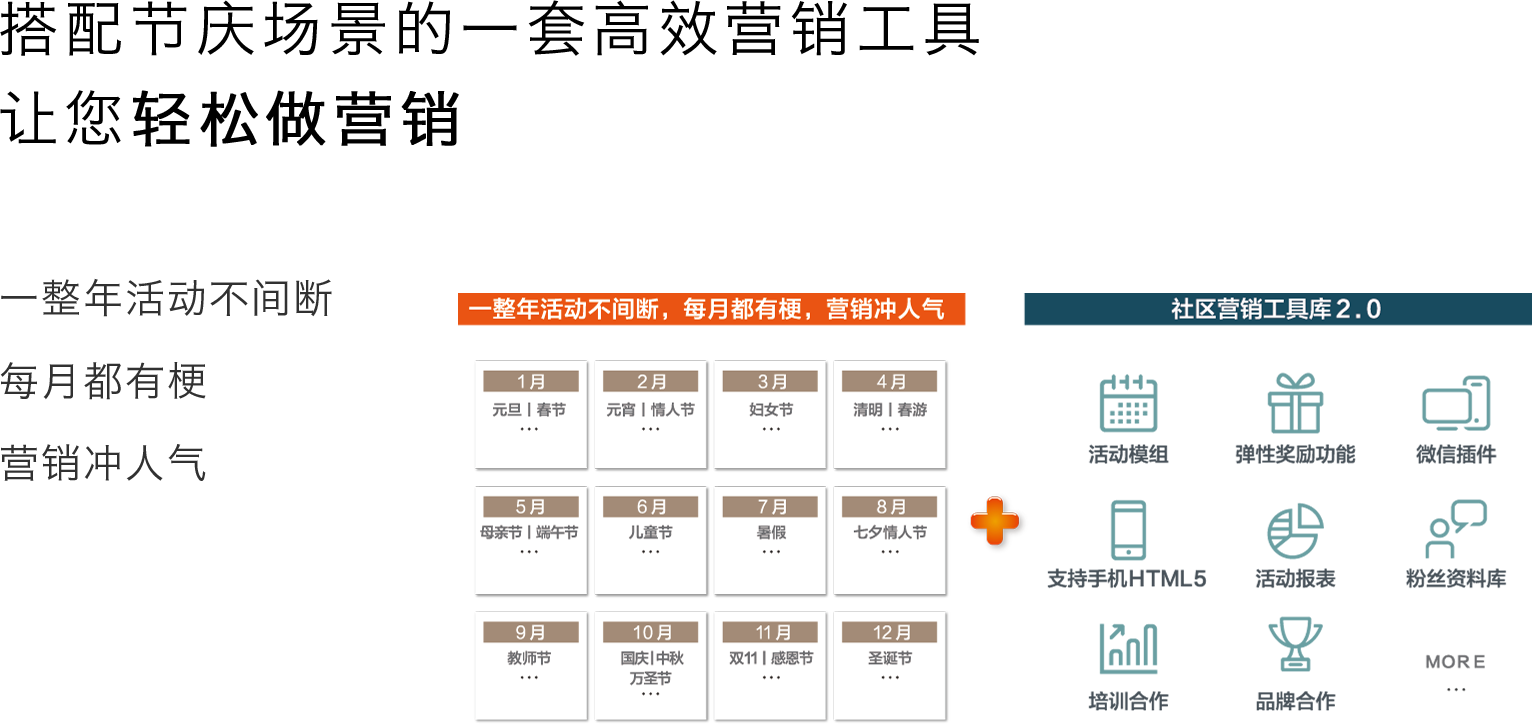 搭配节庆场景的一套高效营销工具
让您轻松做营销
一整年活动不间断
每月都有梗
营销冲人气
一整年活动不间断，每月都有梗，营销冲人气
1月
元旦丨春节
...
2月
元宵丨情人节
...
3月
妇女节
...
4月
清明丨春游
...
5月
母亲节丨端午节
...
6月
儿童节
...
7月
暑假
...
8月
七夕情人节
...
9月
教师节
...
10月
国庆|中秋
万圣节
...
11月
双11丨感恩节
...
12月
圣诞节
...
社区营销工具库2.0
活动模组
弹性奖励功能
微信插件
支持手机HTML5
活动报表
粉丝资料库
培训合作
品牌合作
MORE
...